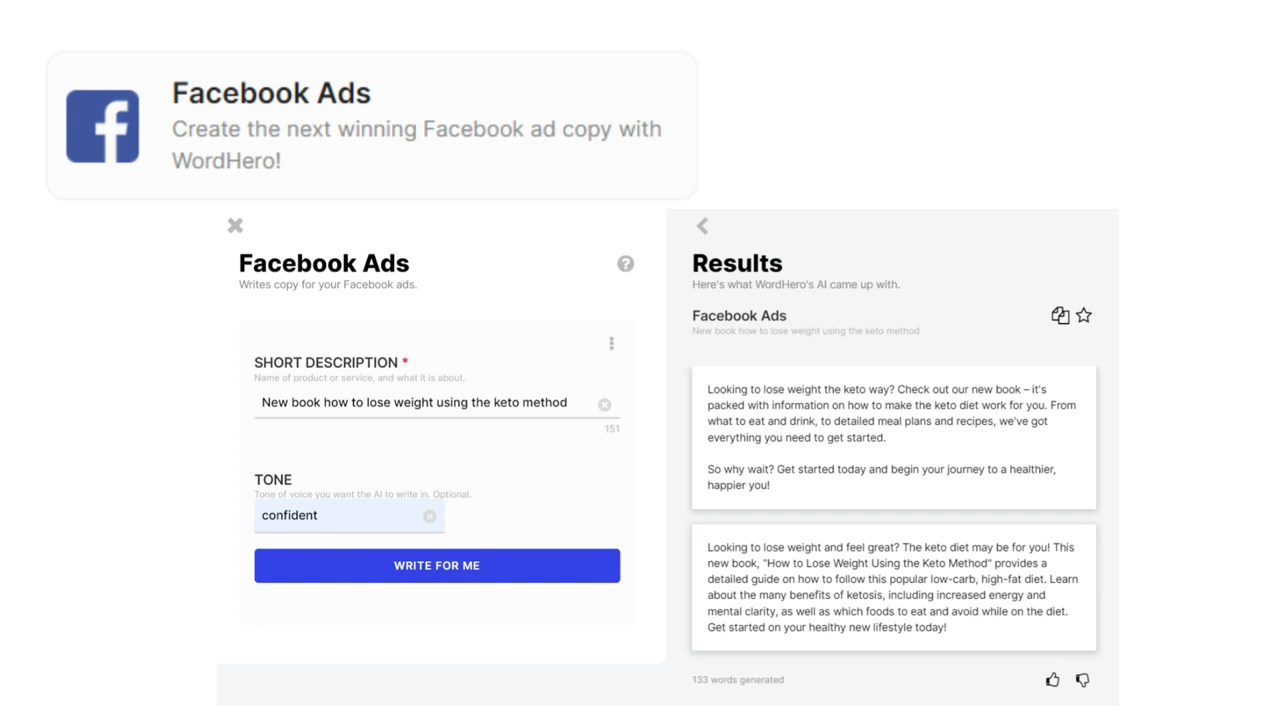 Facebook Ads
Create the next winning Facebook ad copy with
WordHero!
Facebook Ads
Writes copy for your Facebook ads.
SHORT DESCRIPTION *
Name of product or service, and what it is about.
New book how to lose weight using the keto method
151
TONE
Tone of voice you want the AI to write in. Optional.
confident
WRITE FOR ME
Results
Here's what WordHero's AI came up with.
Facebook Ads
New book how to lose weight using the keto method
Looking to lose weight the keto way? Check out our new book – it's
packed with information on how to make the keto diet work for you. From
what to eat and drink, to detailed meal plans and recipes, we've got
everything you need to get started.
So why wait? Get started today and begin your journey to a healthier,
happier you!
Looking to lose weight and feel great? The keto diet may be for you! This
new book, "How to Lose Weight Using the Keto Method" provides a
detailed guide on how to follow this popular low-carb, high-fat diet. Learn
about the many benefits of ketosis, including increased energy and
mental clarity, as well as which foods to eat and avoid while on the diet.
Get started on your healthy new lifestyle today!
133 words generated